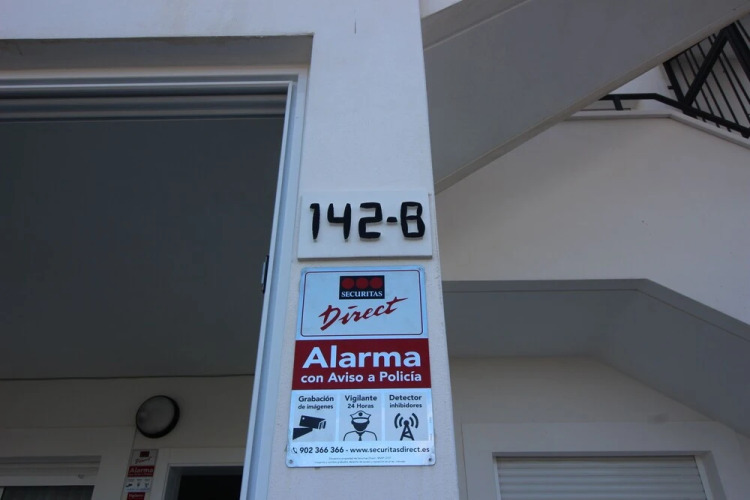 142-B
SECURITAS
Direct
Alarma
con Aviso a Policía
Grabación
de imágenes
Vigilante
24 Horas
Detector
inhibidores
902 366 366 - www.securitasdirect.es
Alarma